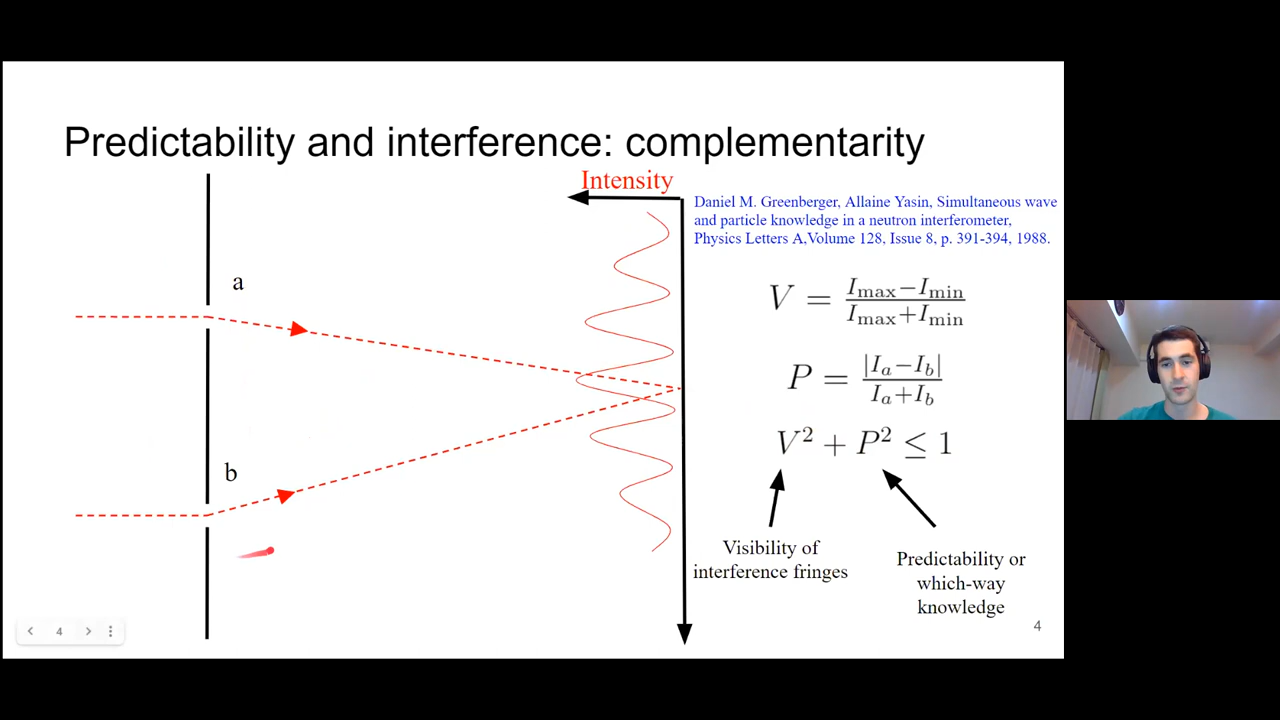 Predictability and interference: complementarity
Intensity
a
b
Daniel M. Greenberger, Allaine Yasin, Simultaneous wave
and particle knowledge in a neutron interferometer,
Physics Letters A,Volume 128, Issue 8, p. 391-394, 1988.
V = (I_max − I_min)/(I_max + I_min)
P = |I_a − I_b|/(I_a + I_b)
V² + P² ≤ 1
Visibility of
interference fringes
Predictability or
which-way
knowledge
4
4